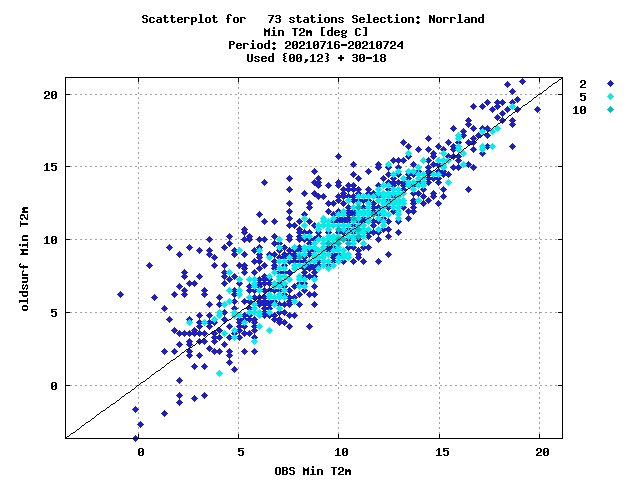 Scatterplot for   73 stations Selection: Norrland
Min T2m [deg C]
Period: 20210716-20210724
Used {00,12} + 30-18
2
5
10
20
15
10
5
0
oldsurf Min T2m
0 5 10 15 20
OBS Min T2m